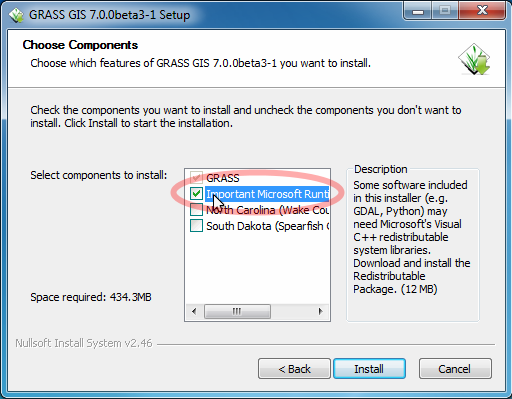 GRASS GIS 7.0.0beta3-1 Setup
Choose Components
Choose which features of GRASS GIS 7.0.0beta3-1 you want to install.
Check the components you want to install and uncheck the components you don't want to
install. Click Install to start the installation.
Select components to install:
GRASS
Important Microsoft Runti
North Carolina (Wake Cou
South Dakota (Spearfish C
Description
Some software included
in this installer (e.g.
GDAL, Python) may
need Microsoft's Visual
C++ redistributable
system libraries.
Download and install the
Redistributable
Package. (12 MB)
Space required: 434.3MB
Nullsoft Install System v2.46
< Back
Install
Cancel